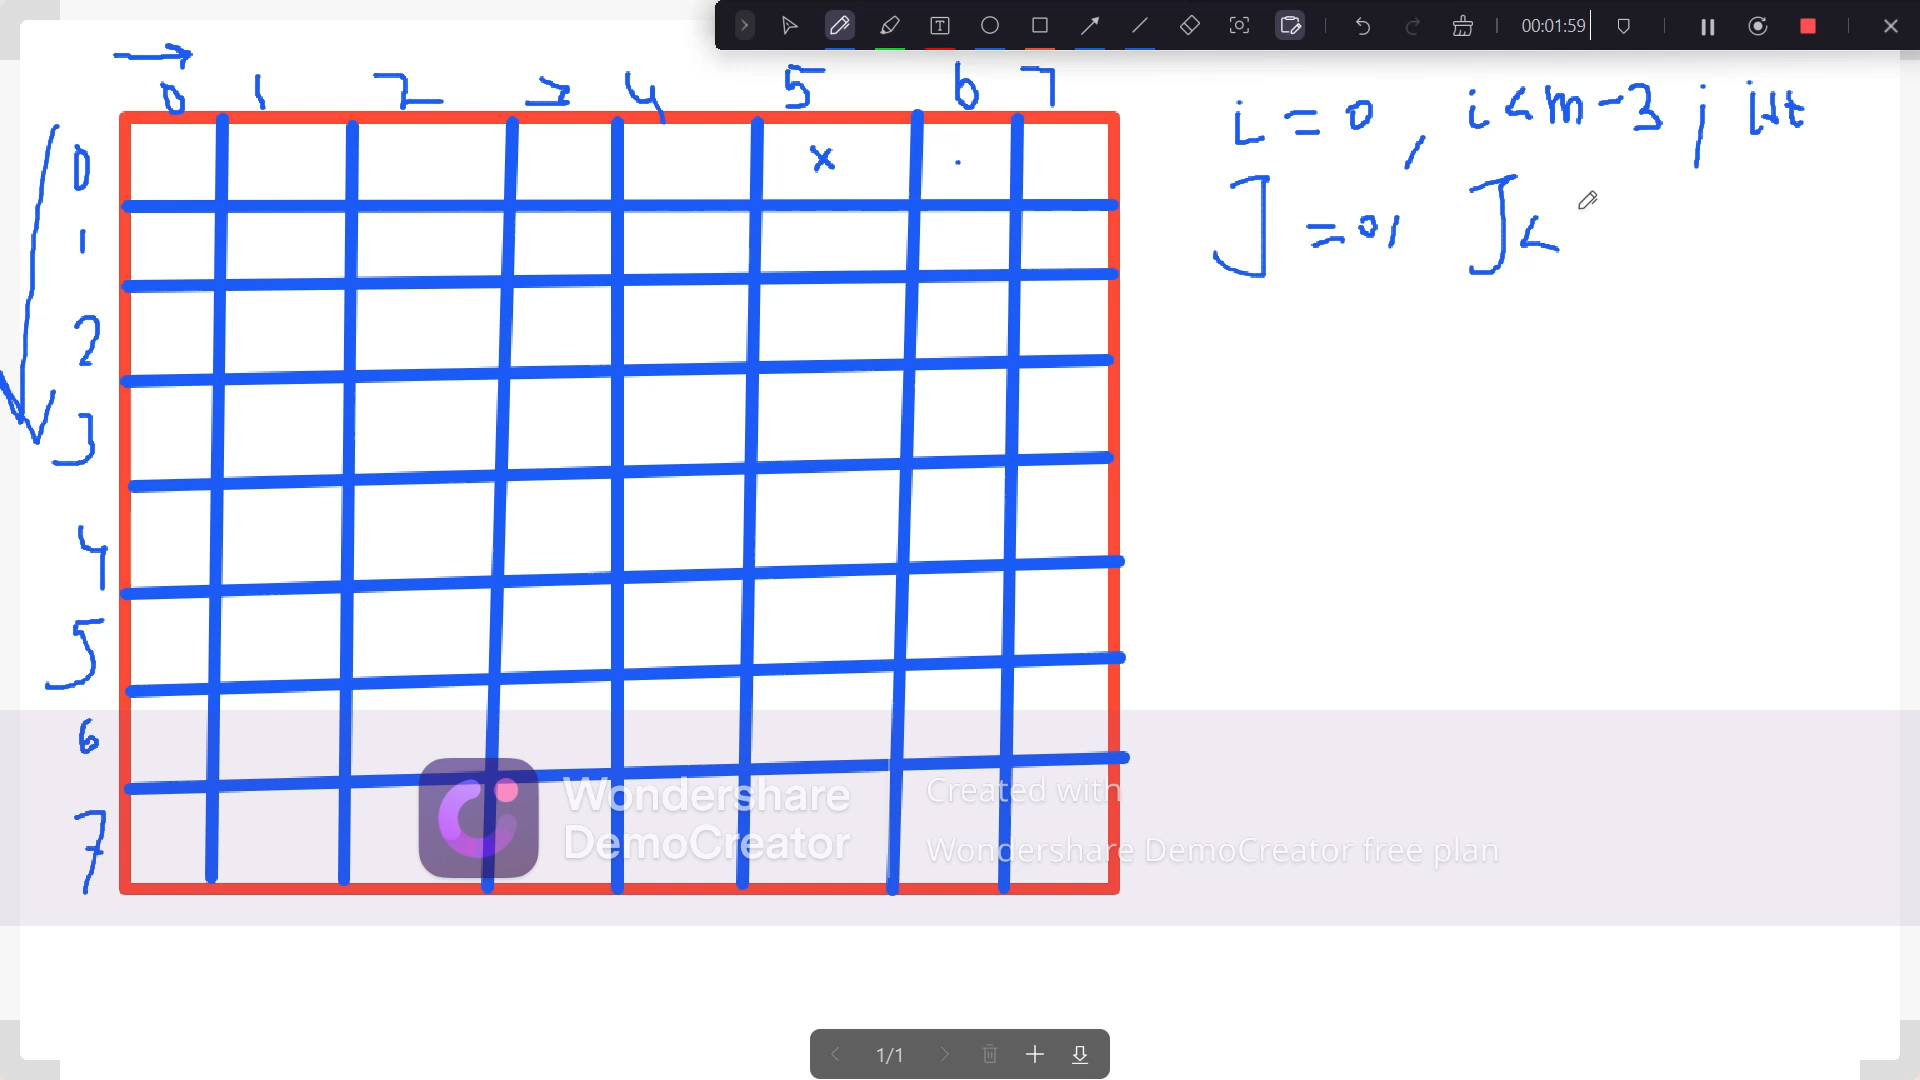 00:01:59
0 1 2 3 4 5 6 7
i = 0 , i < m - 3 ; i++
0 x .
J = 0, J <
1
2
3
4
5
6
7
Wondershare DemoCreator
Created with
Wondershare DemoCreator free plan
1/1